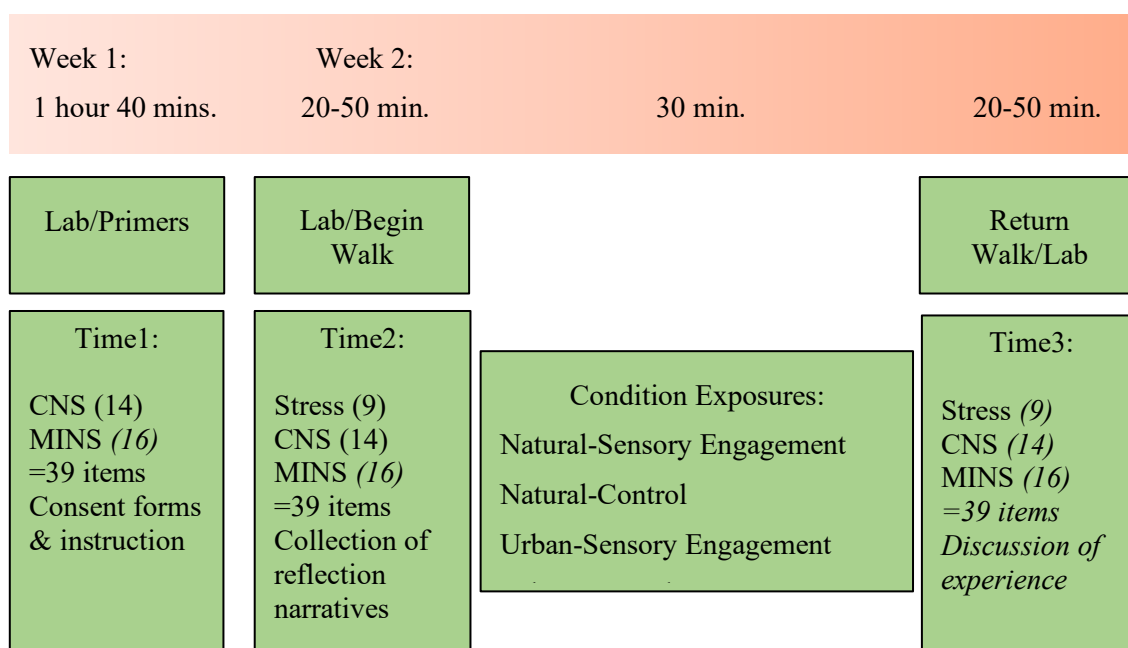 Week 1:
Week 2:
1 hour 40 mins.
20-50 min.
30 min.
20-50 min.
Lab/Primers
Lab/Begin
Walk
Return
Walk/Lab
Time1:
CNS (14)
MINS (16)
=39 items
Consent forms
& instruction
Time2:
Stress (9)
CNS (14)
MINS (16)
=39 items
Collection of
reflection
narratives
Condition Exposures:
Natural-Sensory Engagement
Natural-Control
Urban-Sensory Engagement
Time3:
Stress (9)
CNS (14)
MINS (16)
=39 items
Discussion of
experience